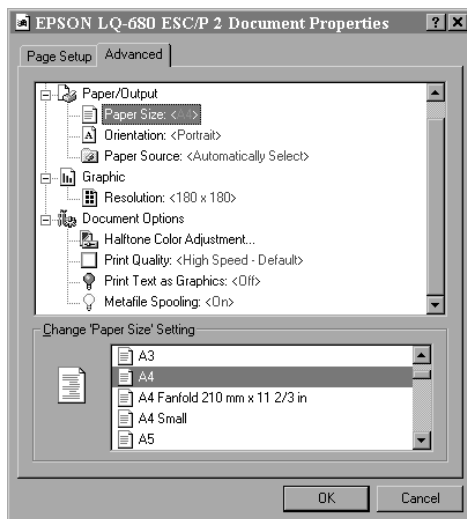 EPSON LQ-680 ESC/P 2 Document Properties
Page Setup Advanced
Paper/Output
Paper Size: <A4>
Orientation: <Portrait>
Paper Source: <Automatically Select>
Graphic
Resolution: <180 x 180>
Document Options
Halftone Color Adjustment...
Print Quality: <High Speed - Default>
Print Text as Graphics: <Off>
Metafile Spooling: <On>
Change 'Paper Size' Setting
A3
A4
A4 Fanfold 210 mm x 11 2/3 in
A4 Small
A5
OK Cancel